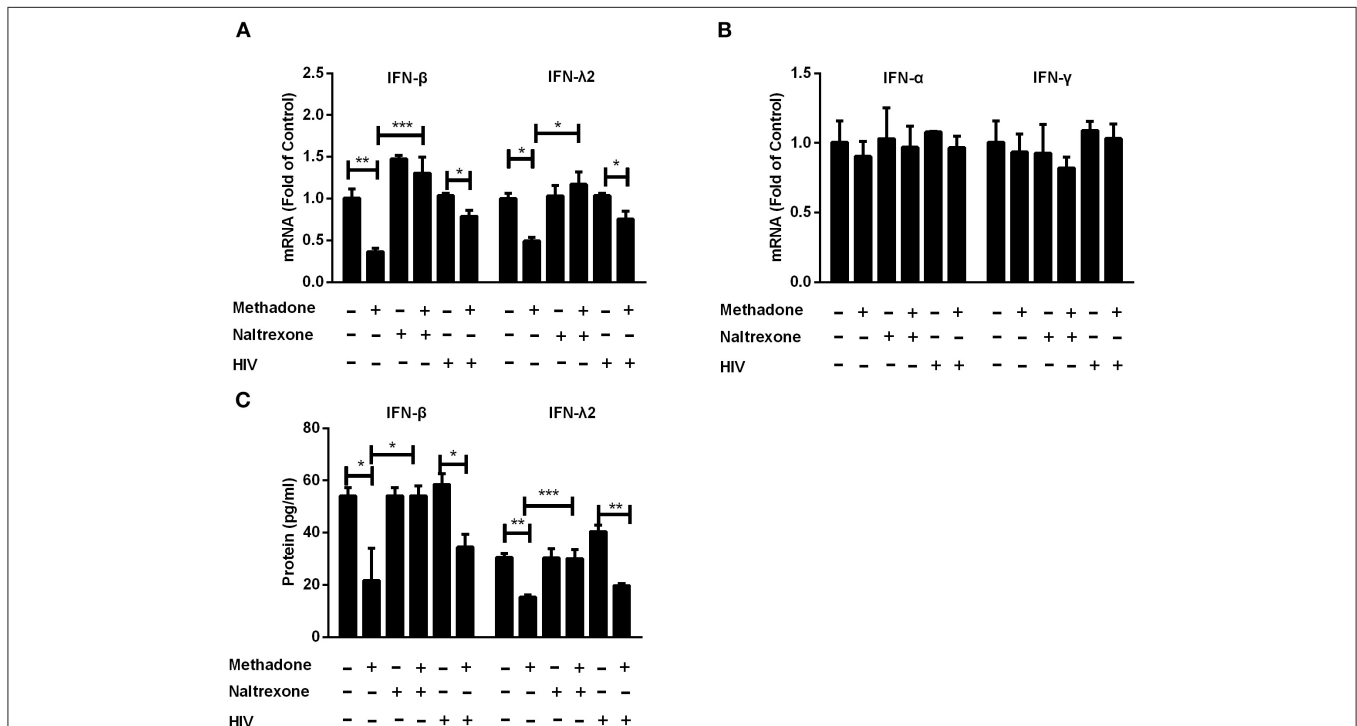 A
IFN-β IFN-λ2
mRNA (Fold of Control)
2.5
2.0
1.5
1.0
0.5
0.0
** *** * * * *
Methadone – + – + – + – + – + – +
Naltrexone – – + + – – – – + + – –
HIV – – – – + + – – – – + +
B
IFN-α IFN-γ
mRNA (Fold of Control)
1.5
1.0
0.5
0.0
Methadone – + – + – + – + – + – +
Naltrexone – – + + – – – – + + – –
HIV – – – – + + – – – – + +
C
IFN-β IFN-λ2
Protein (pg/ml)
80
60
40
20
0
* * * ** *** **
Methadone – + – + – + – + – + – +
Naltrexone – – + + – – – – + + – –
HIV – – – – + + – – – – + +